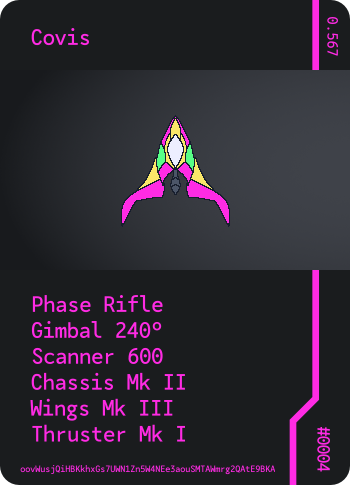 Covis
0.567
Phase Rifle
Gimbal 240°
Scanner 600
Chassis Mk II
Wings Mk III
Thruster Mk I
#0004
oovWusjQiHBKkhxGs7UWN1Zn5W4NEe3aouSMTAWmrg2QAtE9BKA